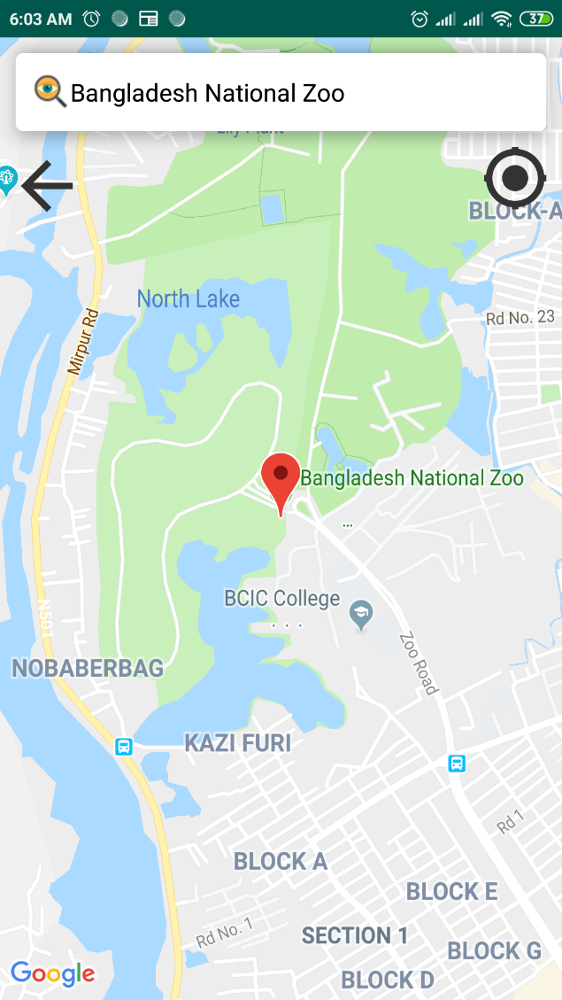 6:03 AM
37
Bangladesh National Zoo
BLOCK-A
North Lake
Rd No. 23
Mirpur Rd
Bangladesh National Zoo
BCIC College
N501
Zoo Road
NOBABERBAG
KAZI FURI
Rd 1
BLOCK A
BLOCK E
Rd No. 1
SECTION 1
BLOCK G
Google
BLOCK D